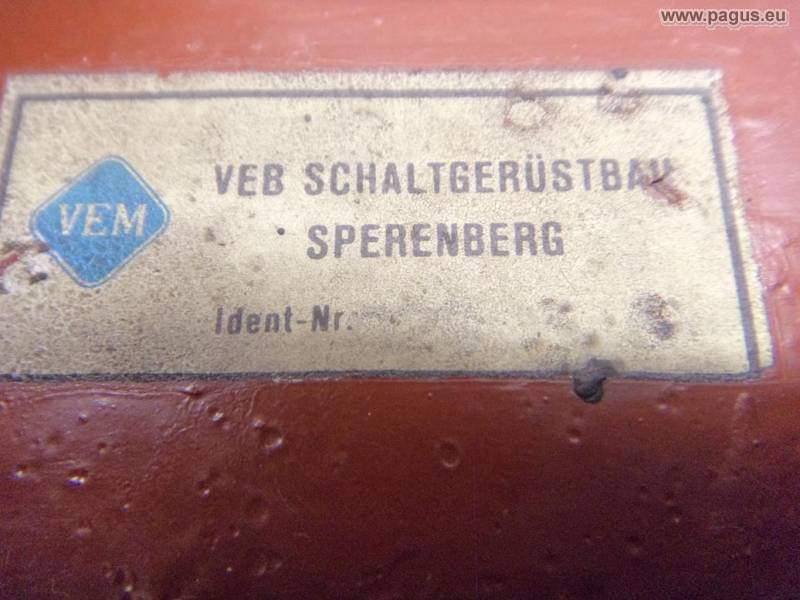 www.pagus.eu
VEB SCHALTGERÜSTBAU
VEM
SPERENBERG
Ident-Nr.